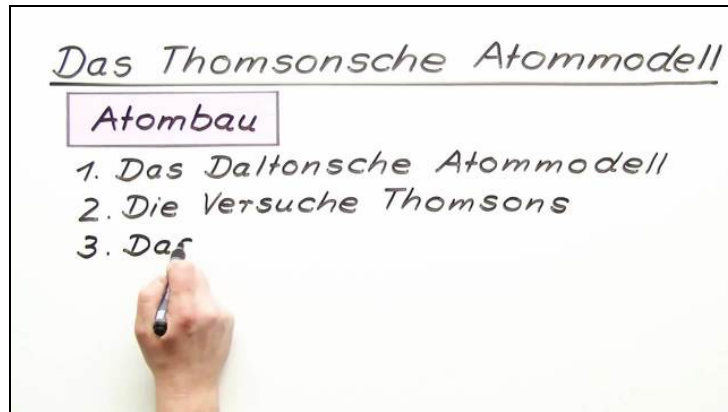 Das Thomsonsche Atommodell
Atombau
1. Das Daltonsche Atommodell
2. Die Versuche Thomsons
3. Das